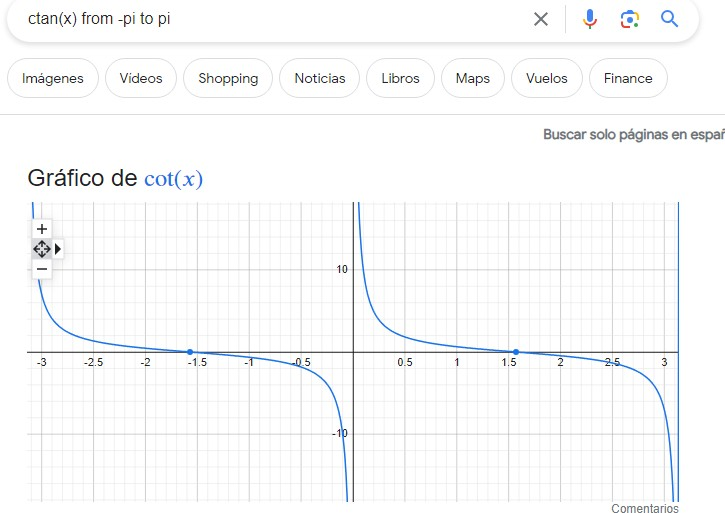 ctan(x) from -pi to pi
Imágenes Vídeos Shopping Noticias Libros Maps Vuelos Finance
Buscar solo páginas en españ
Gráfico de cot(x)
10
-3 -2.5 -2 -1.5 -1 -0.5 0.5 1 1.5 2 2.5 3
-10
Comentarios